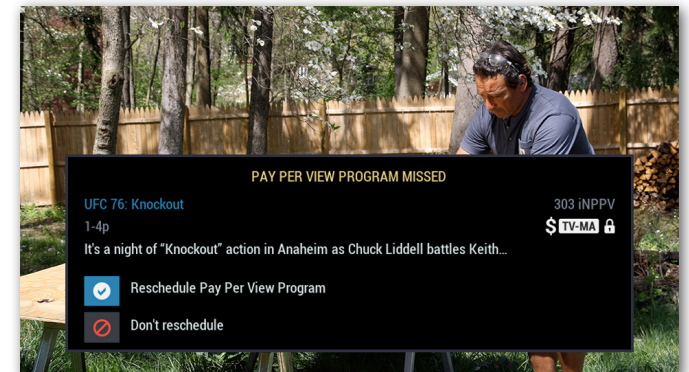 PAY PER VIEW PROGRAM MISSED
UFC 76: Knockout
303 iNPPV
1-4p
$ TV-MA
It's a night of “Knockout” action in Anaheim as Chuck Liddell battles Keith...
Reschedule Pay Per View Program
Don't reschedule